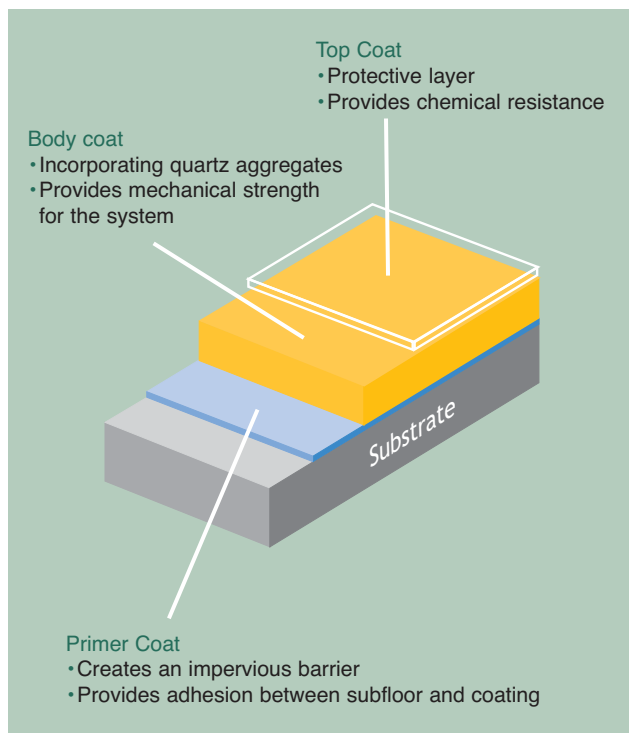 Top Coat
•Protective layer
•Provides chemical resistance
Body coat
•Incorporating quartz aggregates
•Provides mechanical strength
for the system
Substrate
Primer Coat
•Creates an impervious barrier
•Provides adhesion between subfloor and coating